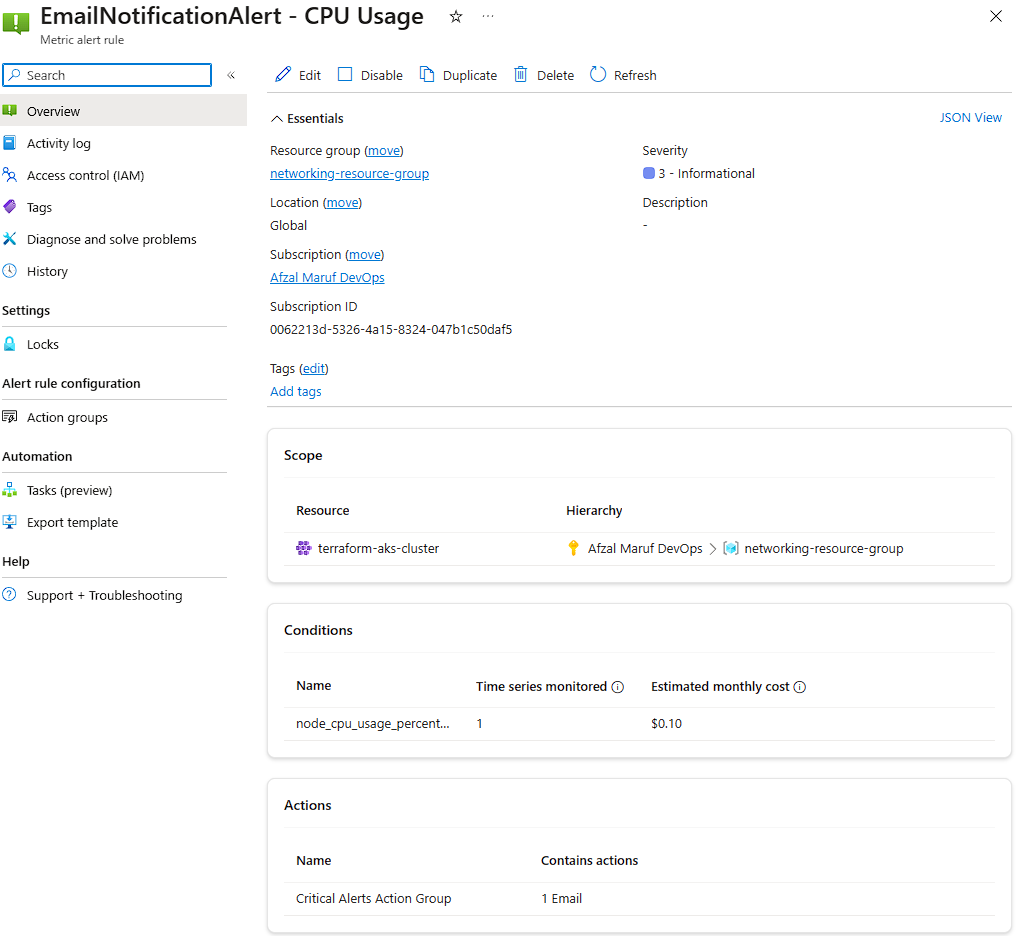 EmailNotificationAlert - CPU Usage
Metric alert rule
Search
«
Overview
Activity log
Access control (IAM)
Tags
Diagnose and solve problems
History
Settings
Locks
Alert rule configuration
Action groups
Automation
Tasks (preview)
Export template
Help
Support + Troubleshooting
Edit Disable Duplicate Delete Refresh
Essentials
JSON View
Resource group (move)
networking-resource-group
Location (move)
Global
Subscription (move)
Afzal Maruf DevOps
Subscription ID
0062213d-5326-4a15-8324-047b1c50daf5
Severity
3 - Informational
Description
-
Tags (edit)
Add tags
Scope
Resource Hierarchy
terraform-aks-cluster Afzal Maruf DevOps > networking-resource-group
Conditions
Name Time series monitored Estimated monthly cost
node_cpu_usage_percent... 1 $0.10
Actions
Name Contains actions
Critical Alerts Action Group 1 Email